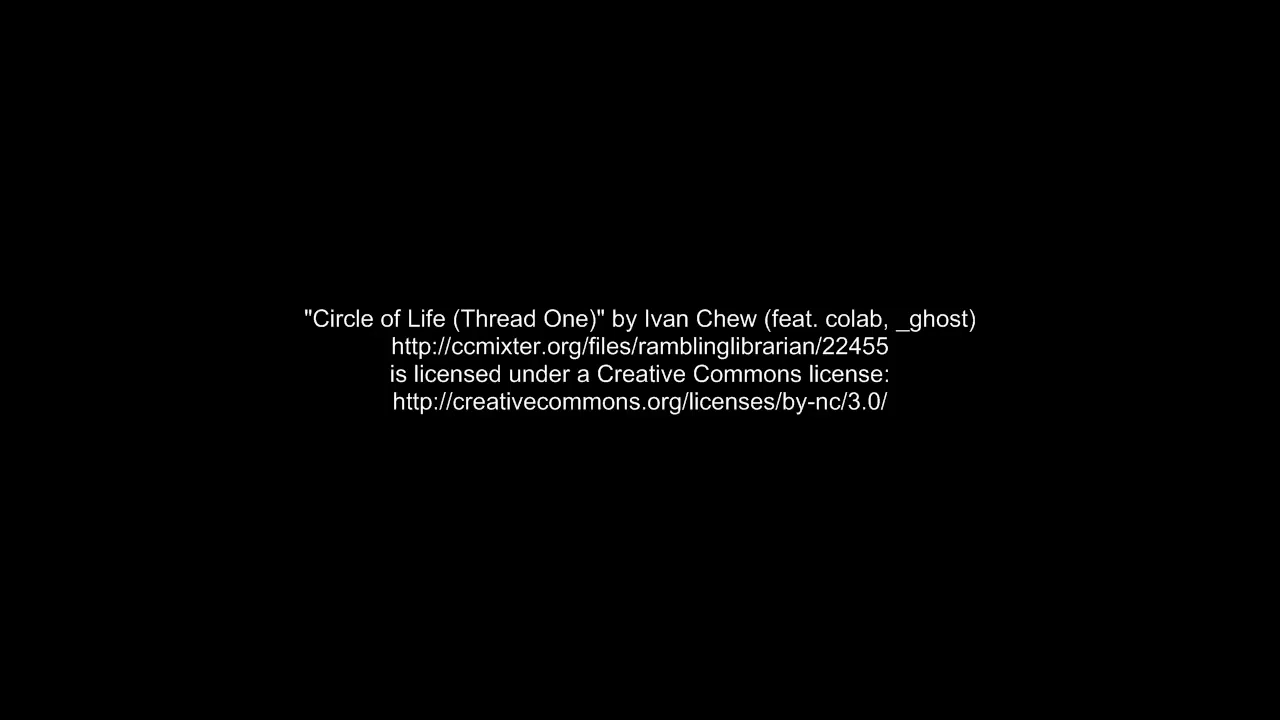 "Circle of Life (Thread One)" by Ivan Chew (feat. colab, _ghost)
http://ccmixter.org/files/ramblinglibrarian/22455
is licensed under a Creative Commons license:
http://creativecommons.org/licenses/by-nc/3.0/